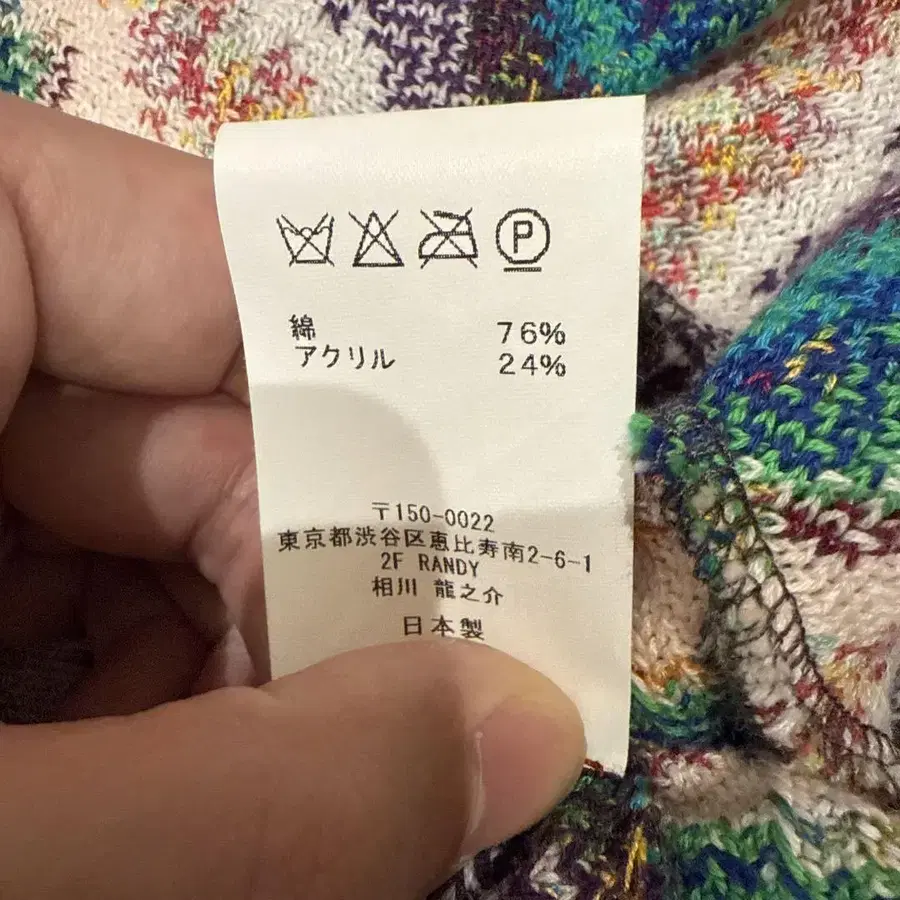 P
綿 76%
アクリル 24%
〒150-0022
東京都渋谷区恵比寿南2-6-1
2F RANDY
相川 龍之介
日本製